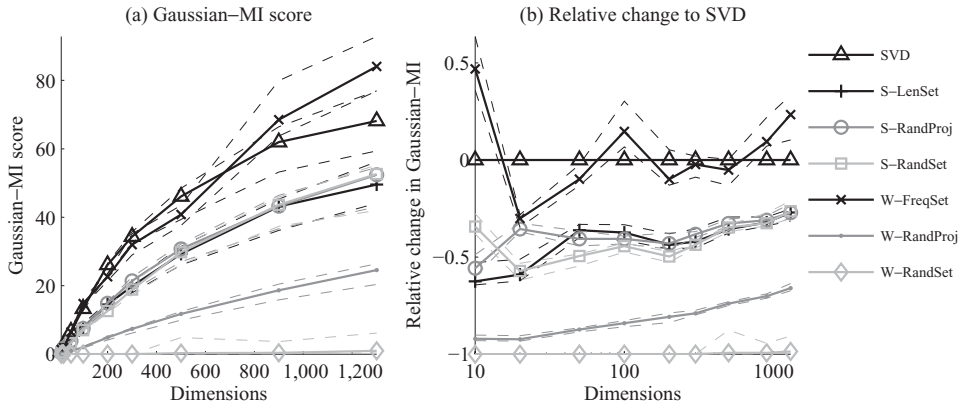 (a) Gaussian−MI score
(b) Relative change to SVD
Gaussian−MI score
80
60
40
20
0
200
400
600
800
1,000
1,200
Dimensions
Relative change in Gaussian−MI
0.5
0
−0.5
−1
10
100
1000
Dimensions
SVD
S−LenSet
S−RandProj
S−RandSet
W−FreqSet
W−RandProj
W−RandSet